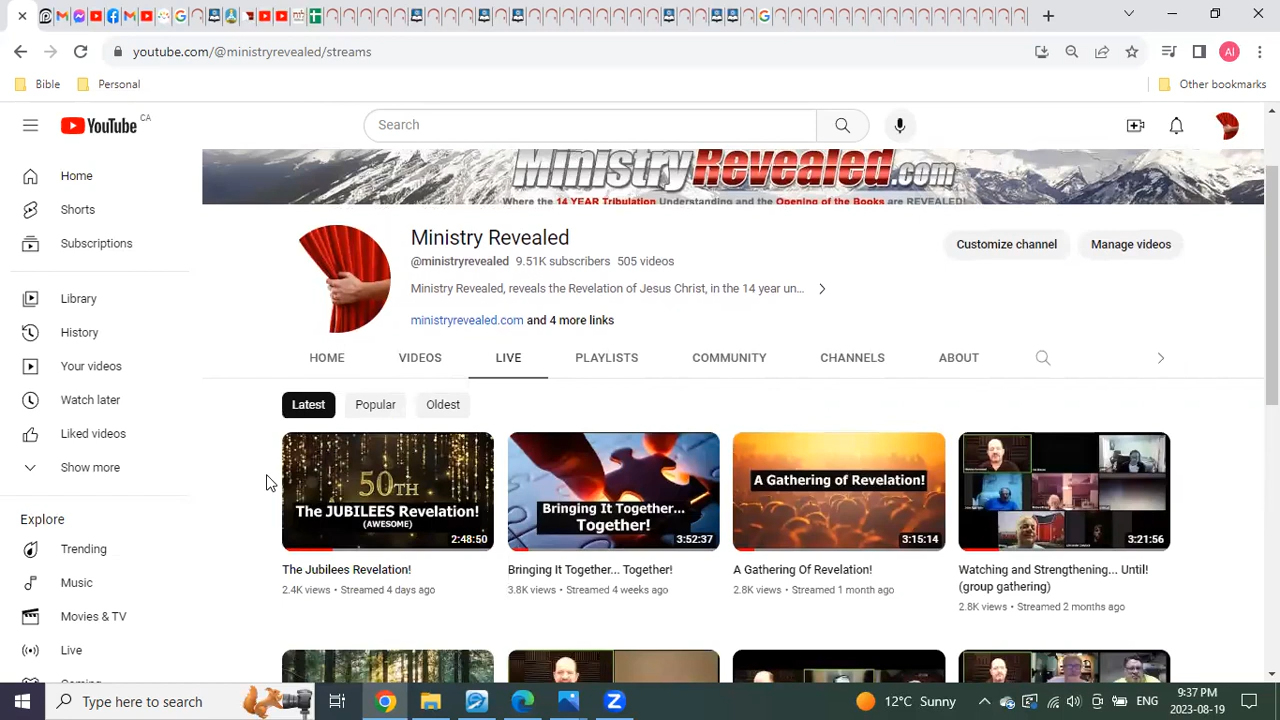 youtube.com/@ministryrevealed/streams
Bible
Personal
Other bookmarks
YouTube CA
Search
MinistryRevealed.com
Where the 14 YEAR Tribulation Understanding and the Opening of the Books are REVEALED!
Home
Shorts
Subscriptions
Library
History
Your videos
Watch later
Liked videos
Show more
Explore
Trending
Music
Movies & TV
Live
Ministry Revealed
@ministryrevealed 9.51K subscribers 505 videos
Ministry Revealed, reveals the Revelation of Jesus Christ, in the 14 year un...
ministryrevealed.com and 4 more links
Customize channel
Manage videos
HOME
VIDEOS
LIVE
PLAYLISTS
COMMUNITY
CHANNELS
ABOUT
Latest
Popular
Oldest
50TH
The JUBILEES Revelation!
(AWESOME)
2:48:50
The Jubilees Revelation!
2.4K views • Streamed 4 days ago
Bringing It Together...
Together!
3:52:37
Bringing It Together... Together!
3.8K views • Streamed 4 weeks ago
A Gathering of Revelation!
3:15:14
A Gathering Of Revelation!
2.8K views • Streamed 1 month ago
3:21:56
Watching and Strengthening... Until!
(group gathering)
2.8K views • Streamed 2 months ago
Type here to search
12°C Sunny
ENG
9:37 PM
2023-08-19